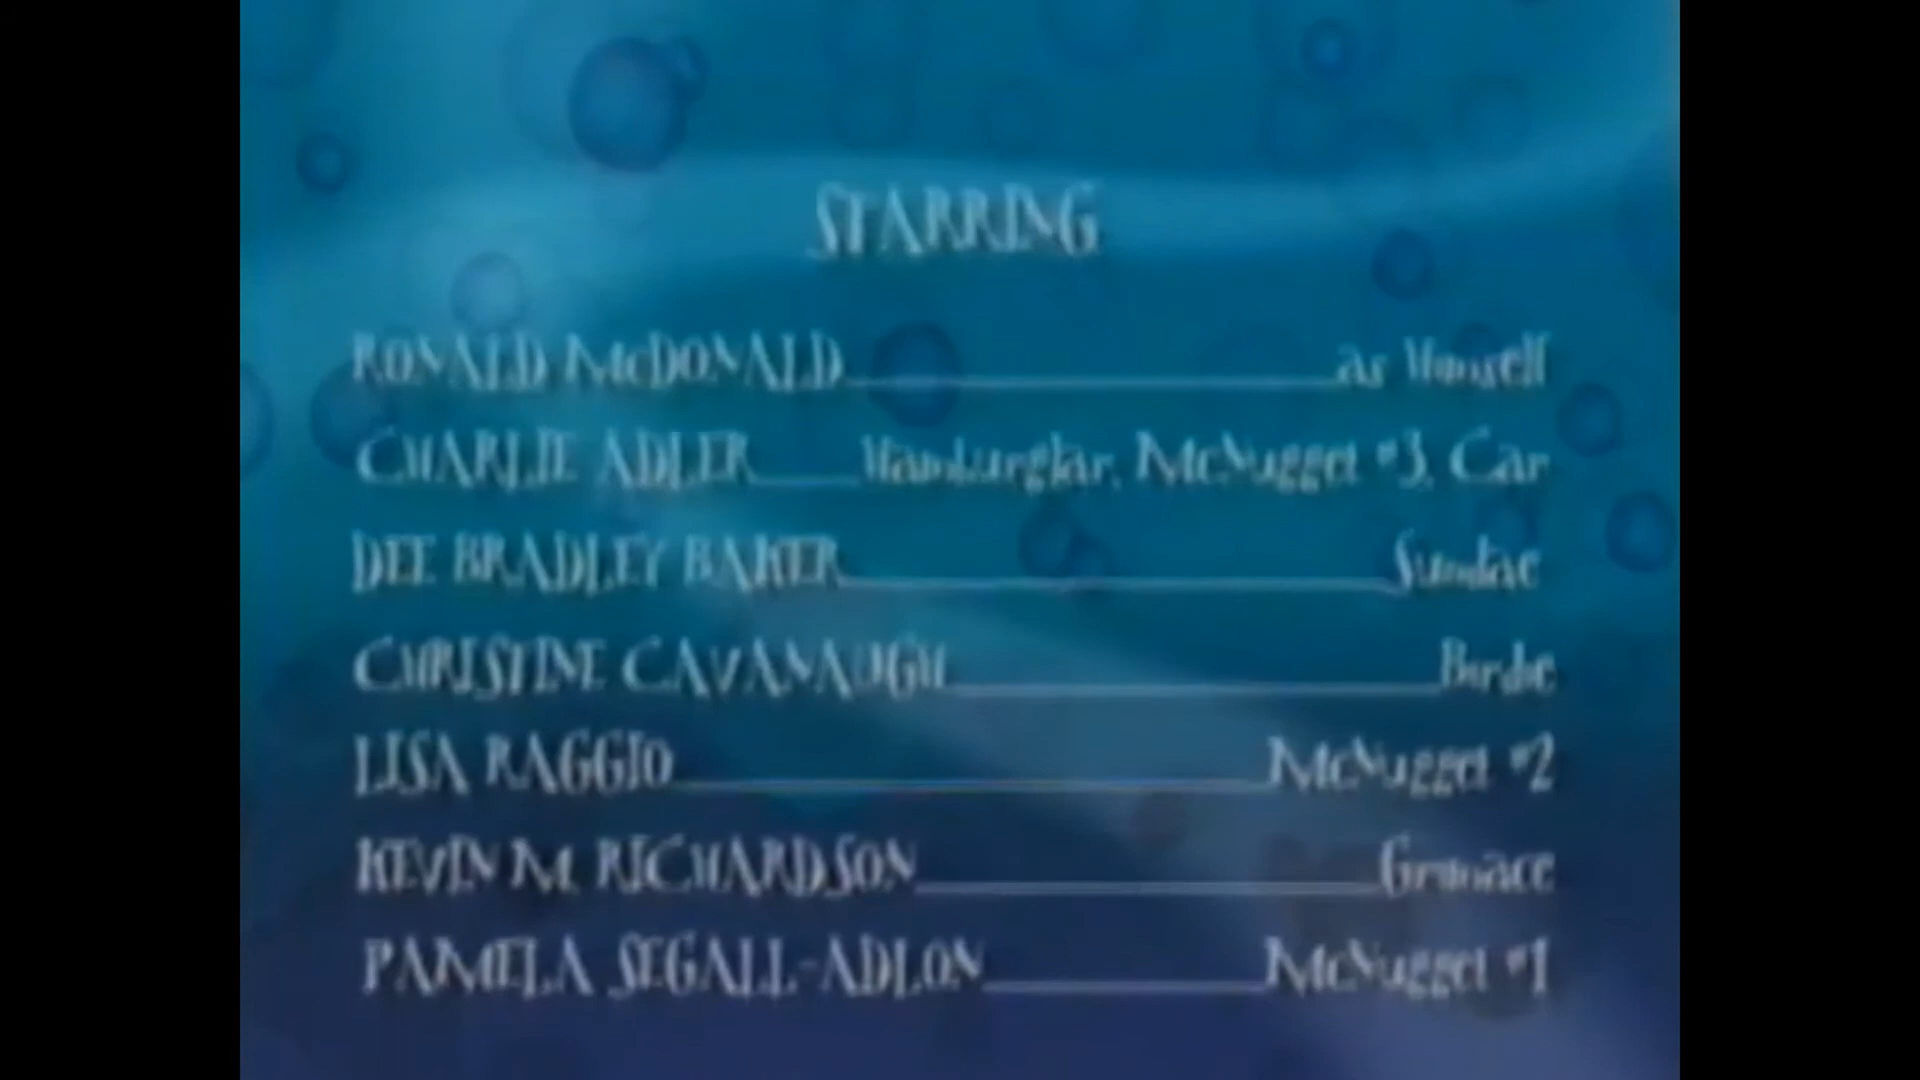 STARRING
RONALD McDONALD as Himself
CHARLIE ADLER Hamburglar, McNugget #3, Car
DEE BRADLEY BAKER Sundae
CHRISTINE CAVANAUGH Birdie
LISA RAGGIO McNugget #2
KEVIN M. RICHARDSON Grimace
PAMELA SEGALL-ADLON McNugget #1